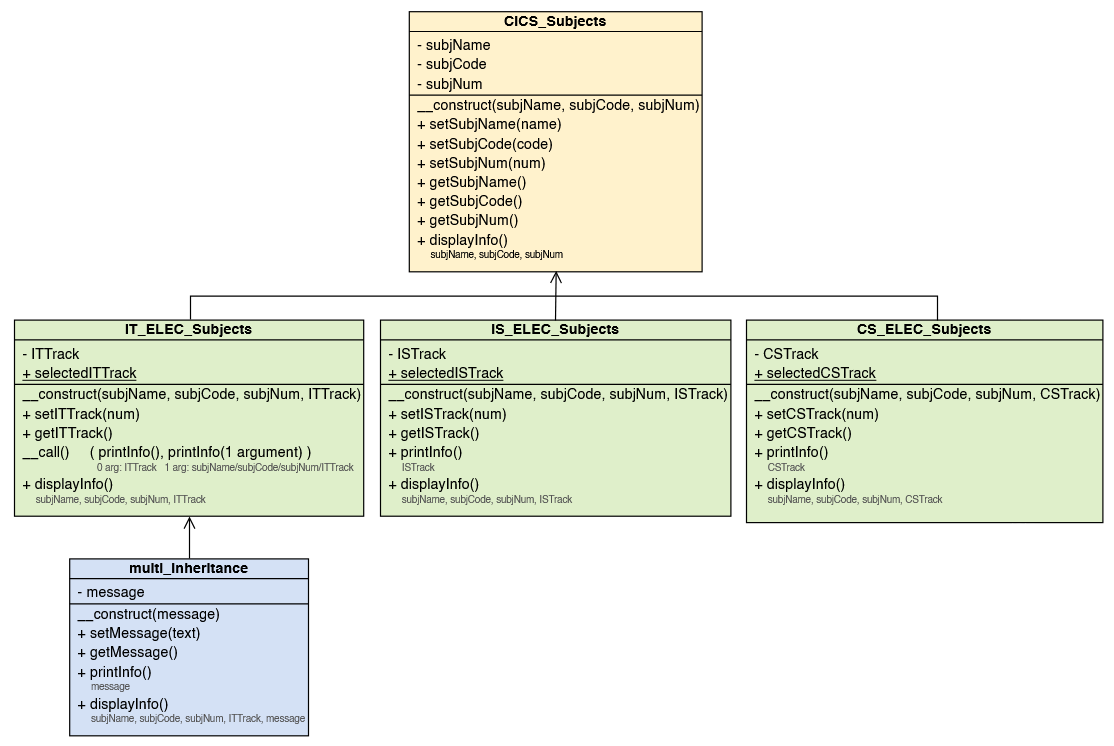 CICS_Subjects
- subjName
- subjCode
- subjNum
__construct(subjName, subjCode, subjNum)
+ setSubjName(name)
+ setSubjCode(code)
+ setSubjNum(num)
+ getSubjName()
+ getSubjCode()
+ getSubjNum()
+ displayInfo()
subjName, subjCode, subjNum
IT_ELEC_Subjects
- ITTrack
+ selectedITTrack
__construct(subjName, subjCode, subjNum, ITTrack)
+ setITTrack(num)
+ getITTrack()
__call() ( printInfo(), printInfo(1 argument) )
0 arg: ITTrack 1 arg: subjName/subjCode/subjNum/ITTrack
+ displayInfo()
subjName, subjCode, subjNum, ITTrack
IS_ELEC_Subjects
- ISTrack
+ selectedISTrack
__construct(subjName, subjCode, subjNum, ISTrack)
+ setISTrack(num)
+ getISTrack()
+ printInfo()
ISTrack
+ displayInfo()
subjName, subjCode, subjNum, ISTrack
CS_ELEC_Subjects
- CSTrack
+ selectedCSTrack
__construct(subjName, subjCode, subjNum, CSTrack)
+ setCSTrack(num)
+ getCSTrack()
+ printInfo()
CSTrack
+ displayInfo()
subjName, subjCode, subjNum, CSTrack
multi_Inheritance
- message
__construct(message)
+ setMessage(text)
+ getMessage()
+ printInfo()
message
+ displayInfo()
subjName, subjCode, subjNum, ITTrack, message